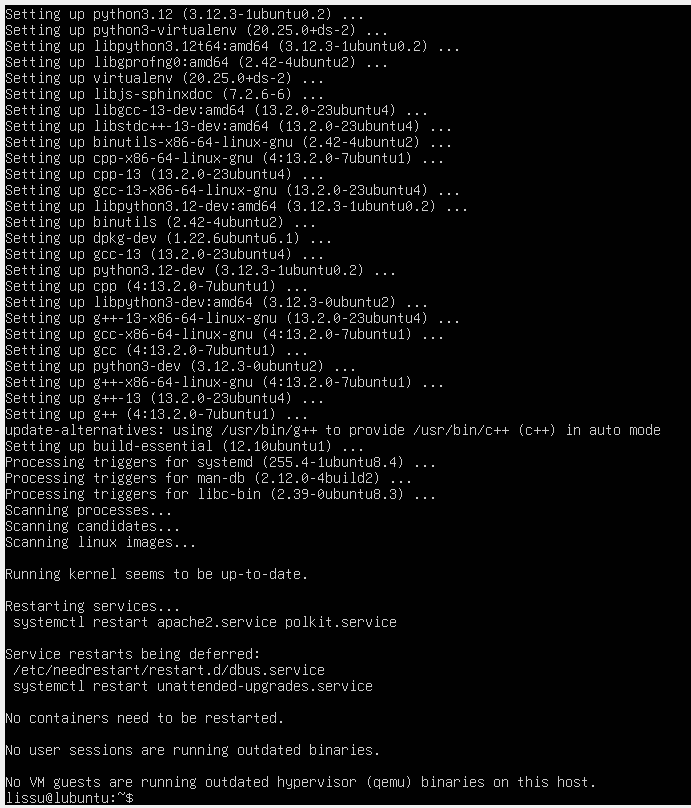 Setting up python3.12 (3.12.3-1ubuntu0.2) ...
Setting up python3-virtualenv (20.25.0+ds-2) ...
Setting up libpython3.12t64:amd64 (3.12.3-1ubuntu0.2) ...
Setting up libgprofng0:amd64 (2.42-4ubuntu2) ...
Setting up virtualenv (20.25.0+ds-2) ...
Setting up libjs-sphinxdoc (7.2.6-6) ...
Setting up libgcc-13-dev:amd64 (13.2.0-23ubuntu4) ...
Setting up libstdc++-13-dev:amd64 (13.2.0-23ubuntu4) ...
Setting up binutils-x86-64-linux-gnu (2.42-4ubuntu2) ...
Setting up cpp-x86-64-linux-gnu (4:13.2.0-7ubuntu1) ...
Setting up cpp-13 (13.2.0-23ubuntu4) ...
Setting up gcc-13-x86-64-linux-gnu (13.2.0-23ubuntu4) ...
Setting up libpython3.12-dev:amd64 (3.12.3-1ubuntu0.2) ...
Setting up binutils (2.42-4ubuntu2) ...
Setting up dpkg-dev (1.22.6ubuntu6.1) ...
Setting up gcc-13 (13.2.0-23ubuntu4) ...
Setting up python3.12-dev (3.12.3-1ubuntu0.2) ...
Setting up cpp (4:13.2.0-7ubuntu1) ...
Setting up libpython3-dev:amd64 (3.12.3-0ubuntu2) ...
Setting up g++-13-x86-64-linux-gnu (13.2.0-23ubuntu4) ...
Setting up gcc-x86-64-linux-gnu (4:13.2.0-7ubuntu1) ...
Setting up gcc (4:13.2.0-7ubuntu1) ...
Setting up python3-dev (3.12.3-0ubuntu2) ...
Setting up g++-x86-64-linux-gnu (4:13.2.0-7ubuntu1) ...
Setting up g++-13 (13.2.0-23ubuntu4) ...
Setting up g++ (4:13.2.0-7ubuntu1) ...
update-alternatives: using /usr/bin/g++ to provide /usr/bin/c++ (c++) in auto mode
Setting up build-essential (12.10ubuntu1) ...
Processing triggers for systemd (255.4-1ubuntu8.4) ...
Processing triggers for man-db (2.12.0-4build2) ...
Processing triggers for libc-bin (2.39-0ubuntu8.3) ...
Scanning processes...
Scanning candidates...
Scanning linux images...

Running kernel seems to be up-to-date.

Restarting services...
 systemctl restart apache2.service polkit.service

Service restarts being deferred:
 /etc/needrestart/restart.d/dbus.service
 systemctl restart unattended-upgrades.service

No containers need to be restarted.

No user sessions are running outdated binaries.

No VM guests are running outdated hypervisor (qemu) binaries on this host.
lissu@lubuntu:~$